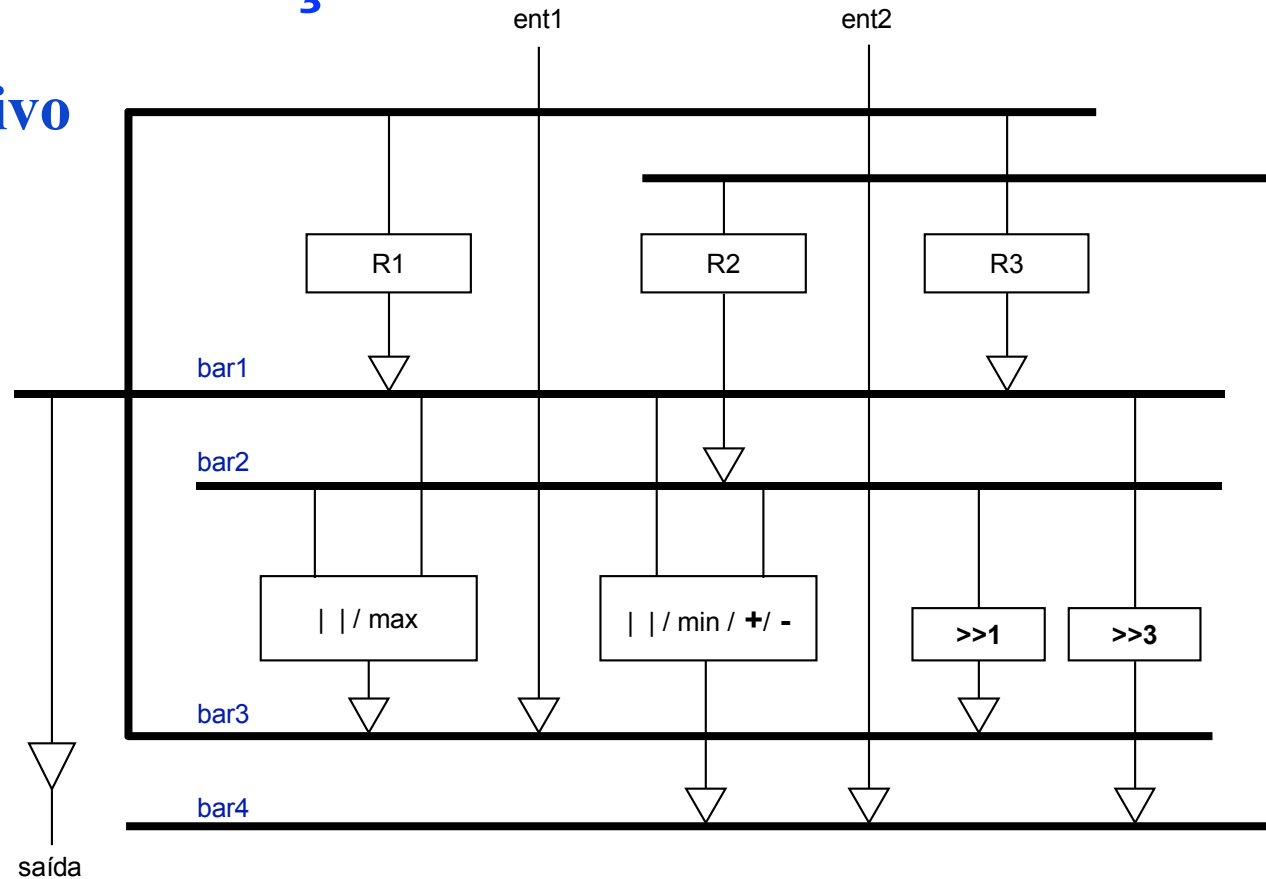 ent1 ent2
ivo
R1 R2 R3
bar1
bar2
| | / max | | / min / +/ - >>1 >>3
bar3
bar4
saída